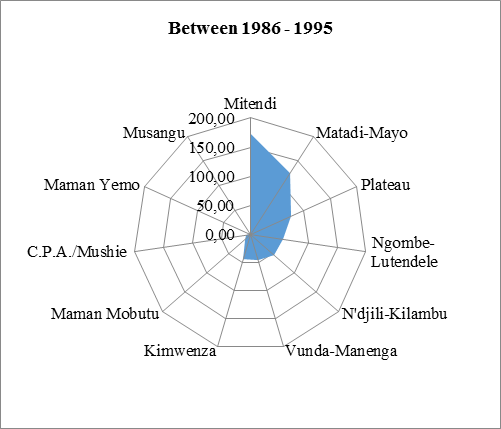 Between 1986 - 1995
Mitendi
Matadi-Mayo
Plateau
Ngombe-
Lutendele
N'djili-Kilambu
Vunda-Manenga
Kimwenza
Maman Mobutu
C.P.A./Mushie
Maman Yemo
Musangu
200,00
150,00
100,00
50,00
0,00